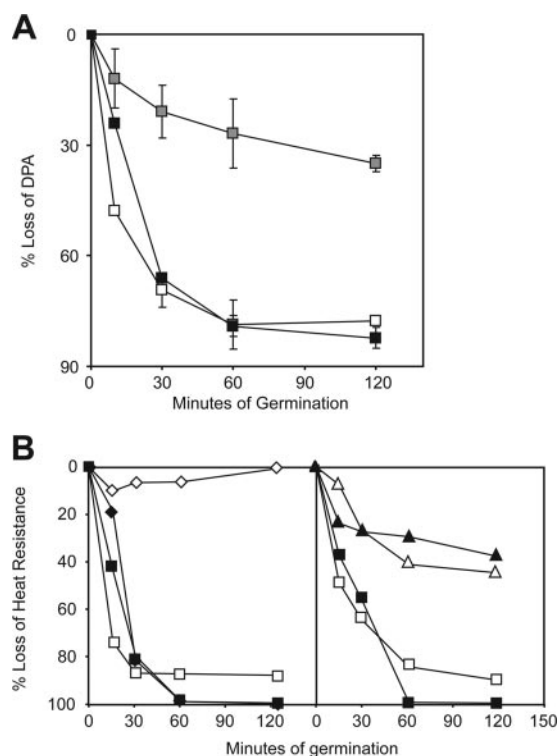 A
0
30
60
90
% Loss of DPA
0 30 60 90 120
Minutes of Germination
B
0
20
40
60
80
100
% Loss of Heat Resistance
0 30 60 90 120 0 30 60 90 120 150
Minutes of germination